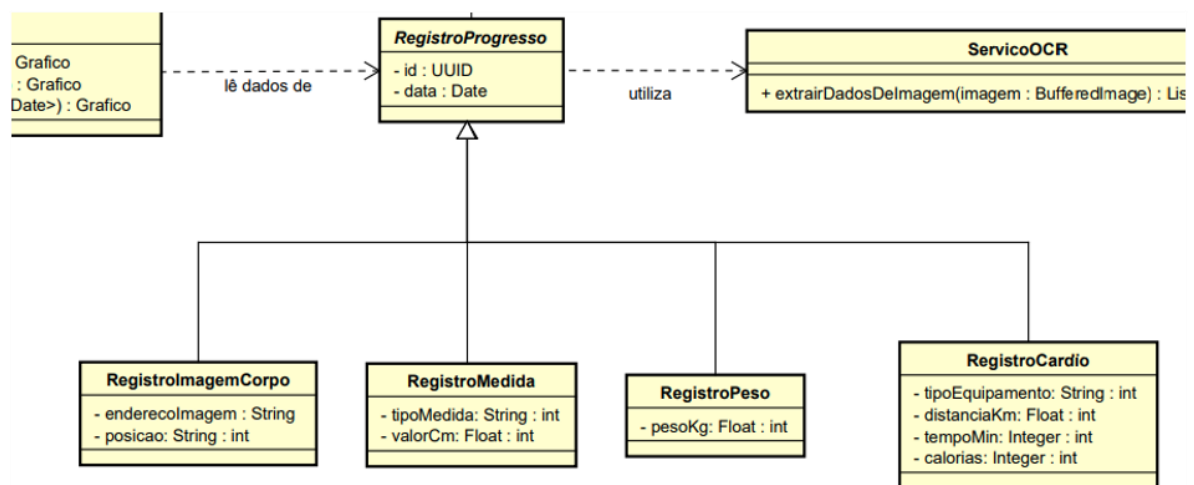 Grafico
: Grafico
Date>) : Grafico
lê dados de
RegistroProgresso
- id : UUID
- data : Date
utiliza
ServicoOCR
+ extrairDadosDeImagem(imagem : BufferedImage) : Lis
RegistroImagemCorpo
- enderecoImagem : String
- posicao: String : int
RegistroMedida
- tipoMedida: String : int
- valorCm: Float : int
RegistroPeso
- pesoKg: Float : int
RegistroCardio
- tipoEquipamento: String : int
- distanciaKm: Float : int
- tempoMin: Integer : int
- calorias: Integer : int